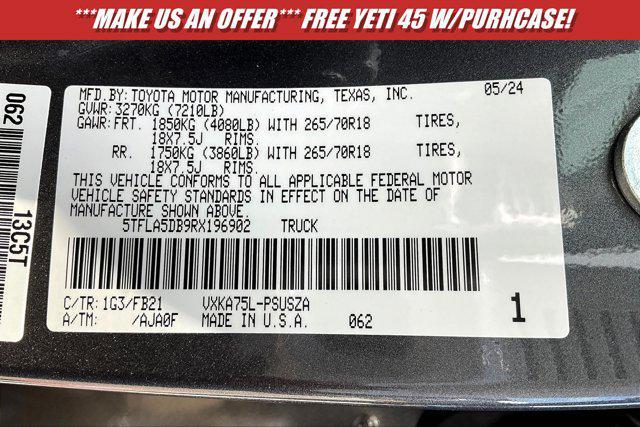 ***MAKE US AN OFFER*** FREE YETI 45 W/PURHCASE!
MFD.BY:TOYOTA MOTOR MANUFACTURING, TEXAS, INC. 05/24
GVWR:3270KG (7210LB)
GAWR:FRT. 1850KG (4080LB) WITH 265/70R18 TIRES,
18X7.5J RIMS.
RR. 1750KG (3860LB) WITH 265/70R18 TIRES,
18X7.5J RIMS.
THIS VEHICLE CONFORMS TO ALL APPLICABLE FEDERAL MOTOR
VEHICLE SAFETY STANDARDS IN EFFECT ON THE DATE OF
MANUFACTURE SHOWN ABOVE.
5TFLA5DB9RX196902 TRUCK
C/TR:1G3/FB21 VXKA75L-PSUSZA
A/TM: /AJA0F MADE IN U.S.A. 062
1
062
13C5T